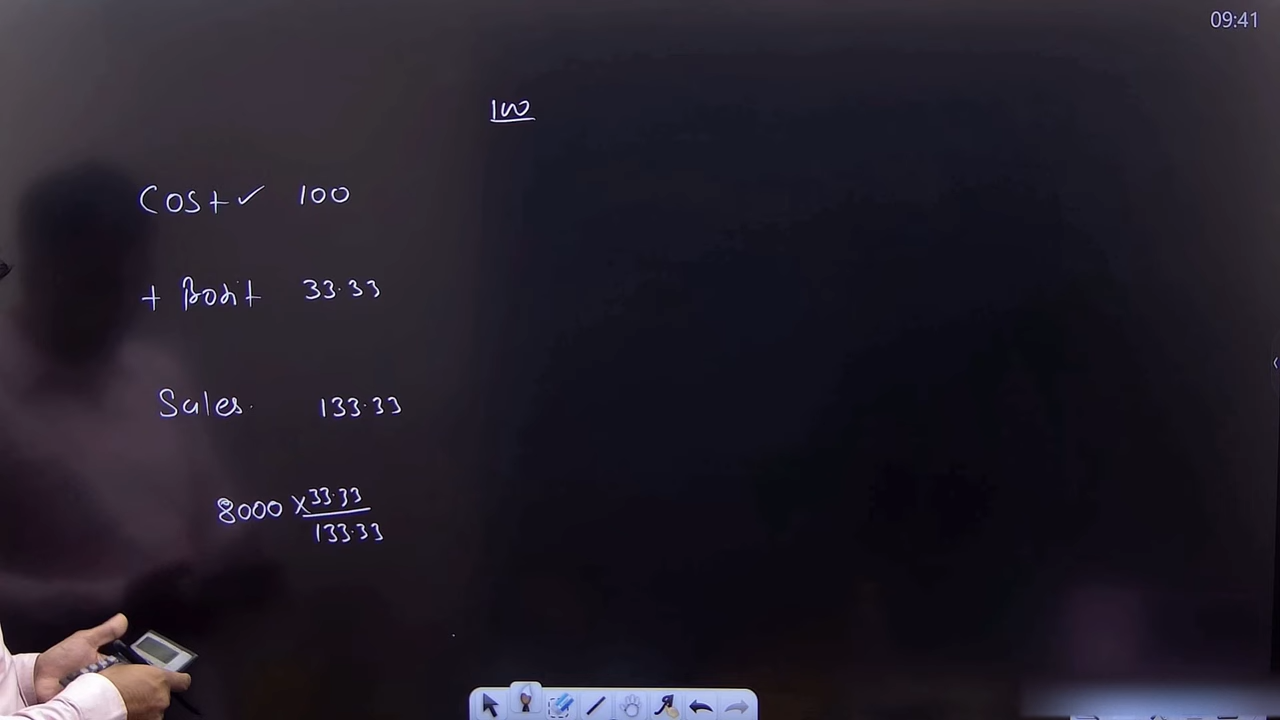 09:41
100
Cost ✓ 100
+ Profit 33.33
Sales. 133.33
8000 × 33.33
133.33